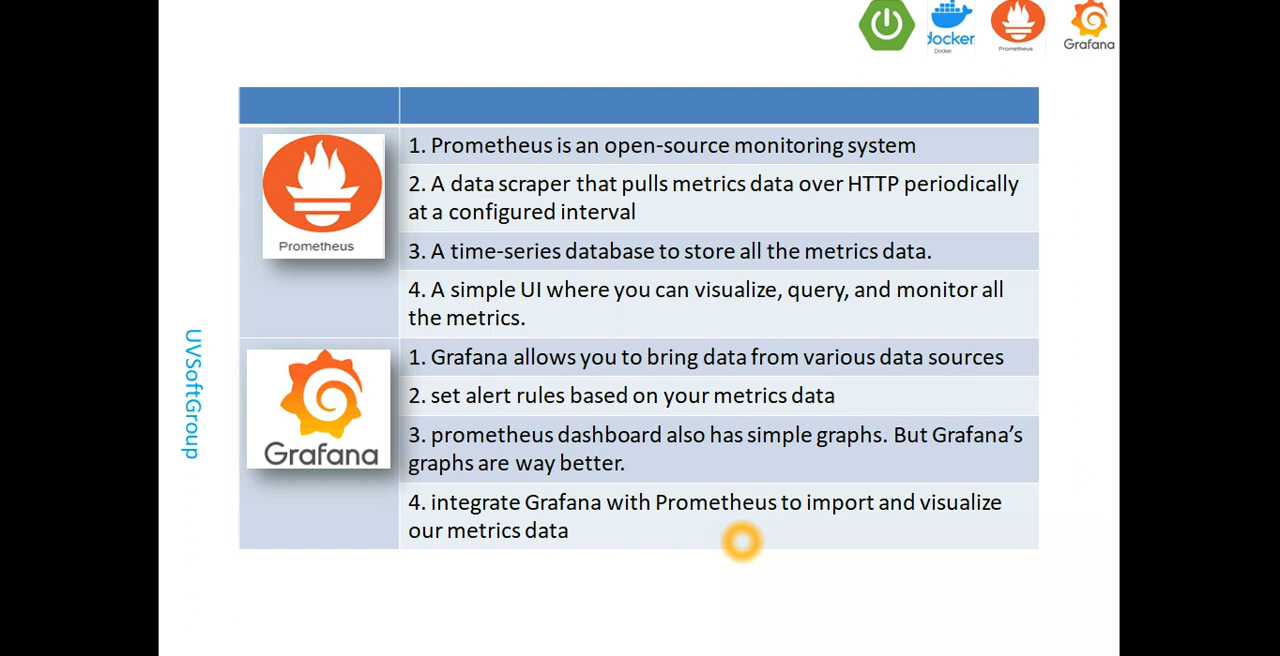 docker
Docker
Prometheus
Grafana
1. Prometheus is an open-source monitoring system
2. A data scraper that pulls metrics data over HTTP periodically
at a configured interval
3. A time-series database to store all the metrics data.
4. A simple UI where you can visualize, query, and monitor all
the metrics.
Prometheus
1. Grafana allows you to bring data from various data sources
2. set alert rules based on your metrics data
3. prometheus dashboard also has simple graphs. But Grafana’s
graphs are way better.
4. integrate Grafana with Prometheus to import and visualize
our metrics data
Grafana
UVSoftGroup